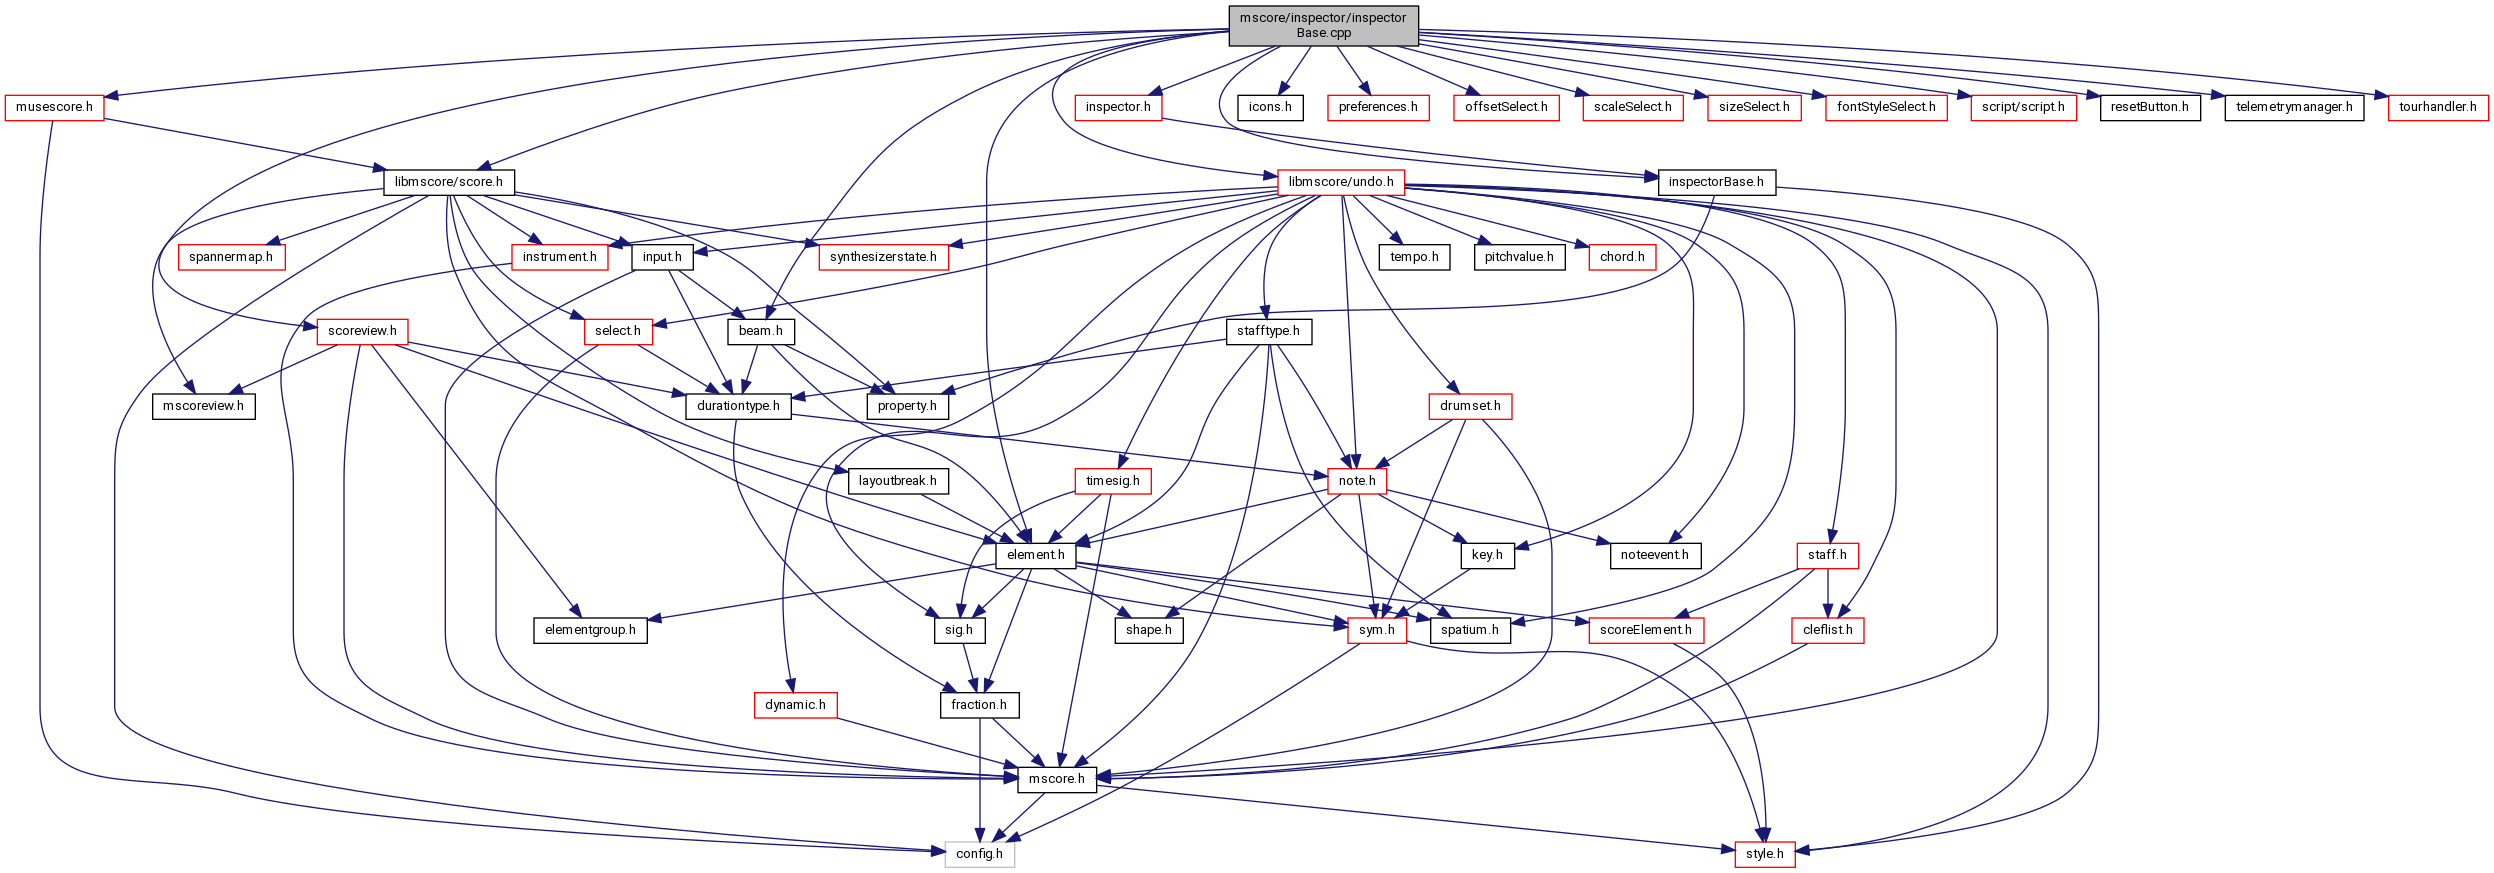 mscore/inspector/inspector
Base.cpp
musescore.h
inspector.h
icons.h
preferences.h
offsetSelect.h
scaleSelect.h
sizeSelect.h
fontStyleSelect.h
script/script.h
resetButton.h
telemetrymanager.h
tourhandler.h
libmscore/score.h
libmscore/undo.h
inspectorBase.h
spannermap.h
instrument.h
input.h
synthesizerstate.h
tempo.h
pitchvalue.h
chord.h
scoreview.h
select.h
beam.h
stafftype.h
mscoreview.h
durationtype.h
property.h
drumset.h
layoutbreak.h
timesig.h
note.h
element.h
key.h
noteevent.h
staff.h
elementgroup.h
sig.h
shape.h
sym.h
spatium.h
scoreElement.h
cleflist.h
dynamic.h
fraction.h
mscore.h
config.h
style.h